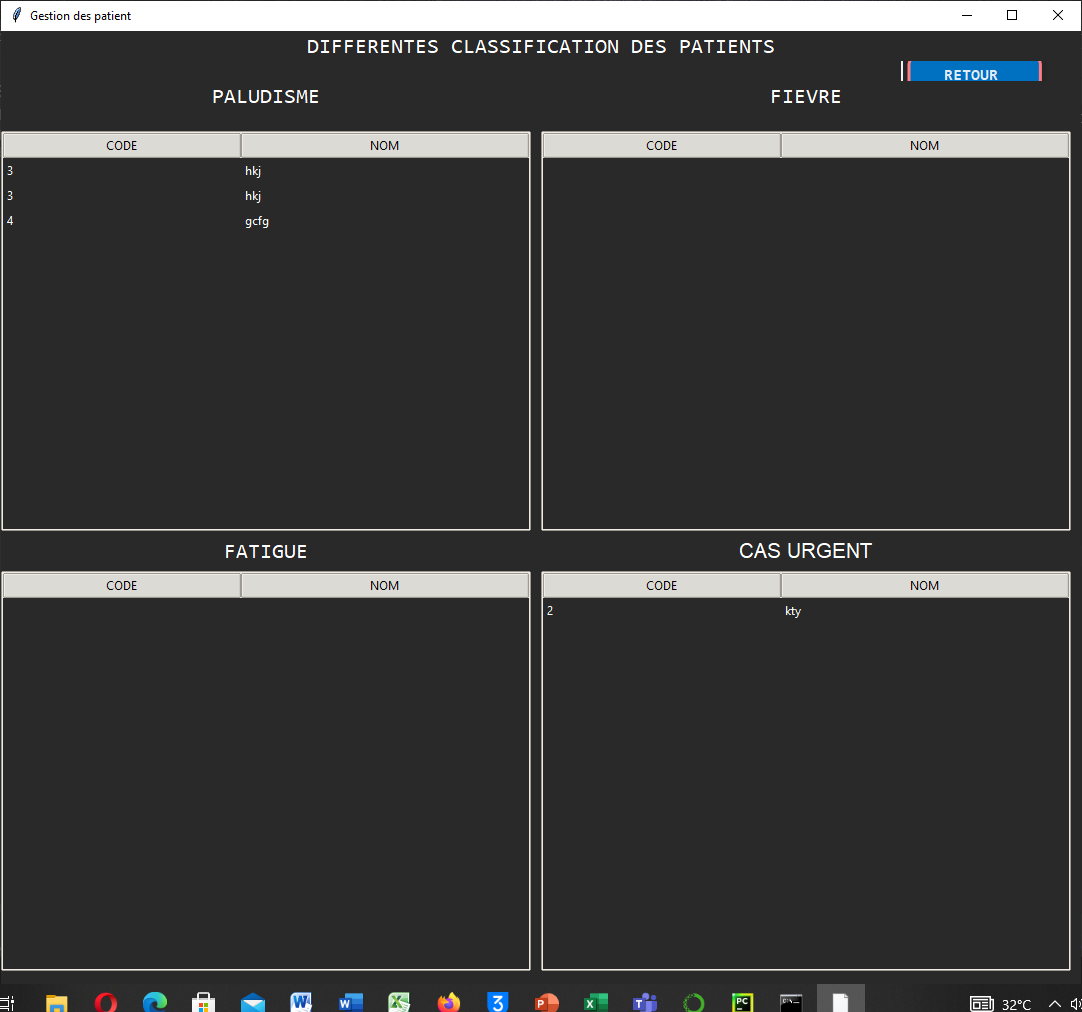 Gestion des patient
DIFFERENTES CLASSIFICATION DES PATIENTS
RETOUR
PALUDISME
FIEVRE
CODE NOM
3 hkj
3 hkj
4 gcfg
CODE NOM
FATIGUE
CAS URGENT
CODE NOM
CODE NOM
2 kty
32°C